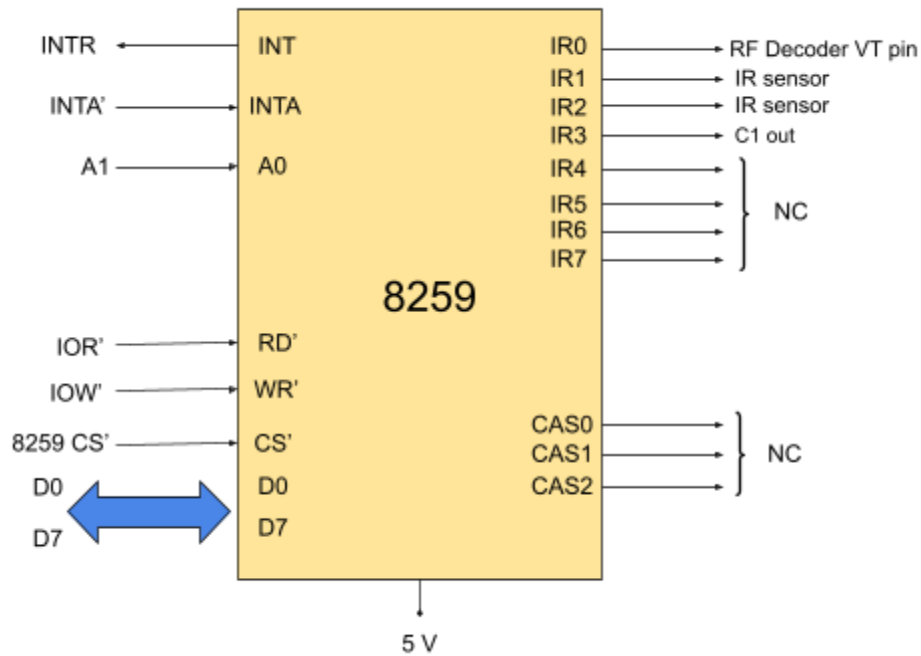 INTR INT IR0 RF Decoder VT pin
IR1 IR sensor
INTA' INTA IR2 IR sensor
IR3 C1 out
A1 A0 IR4
IR5 NC
IR6
IR7
8259
IOR' RD'
IOW' WR'
CAS0
8259 CS' CS' CAS1 NC
D0 D0 CAS2
D7 D7
5 V